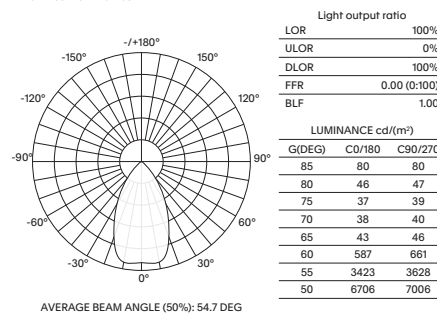 -/+180°
-150°
150°
-120°
120°
-90°
90°
-60°
60°
-30°
30°
0°
AVERAGE BEAM ANGLE (50%): 54.7 DEG
Light output ratio
LOR 100%
ULOR 0%
DLOR 100%
FFR 0.00 (0:100)
BLF 1.00
LUMINANCE cd/(m²)
G(DEG) C0/180 C90/270
85 80 80
80 46 47
75 37 39
70 38 40
65 43 46
60 587 661
55 3423 3628
50 6706 7006